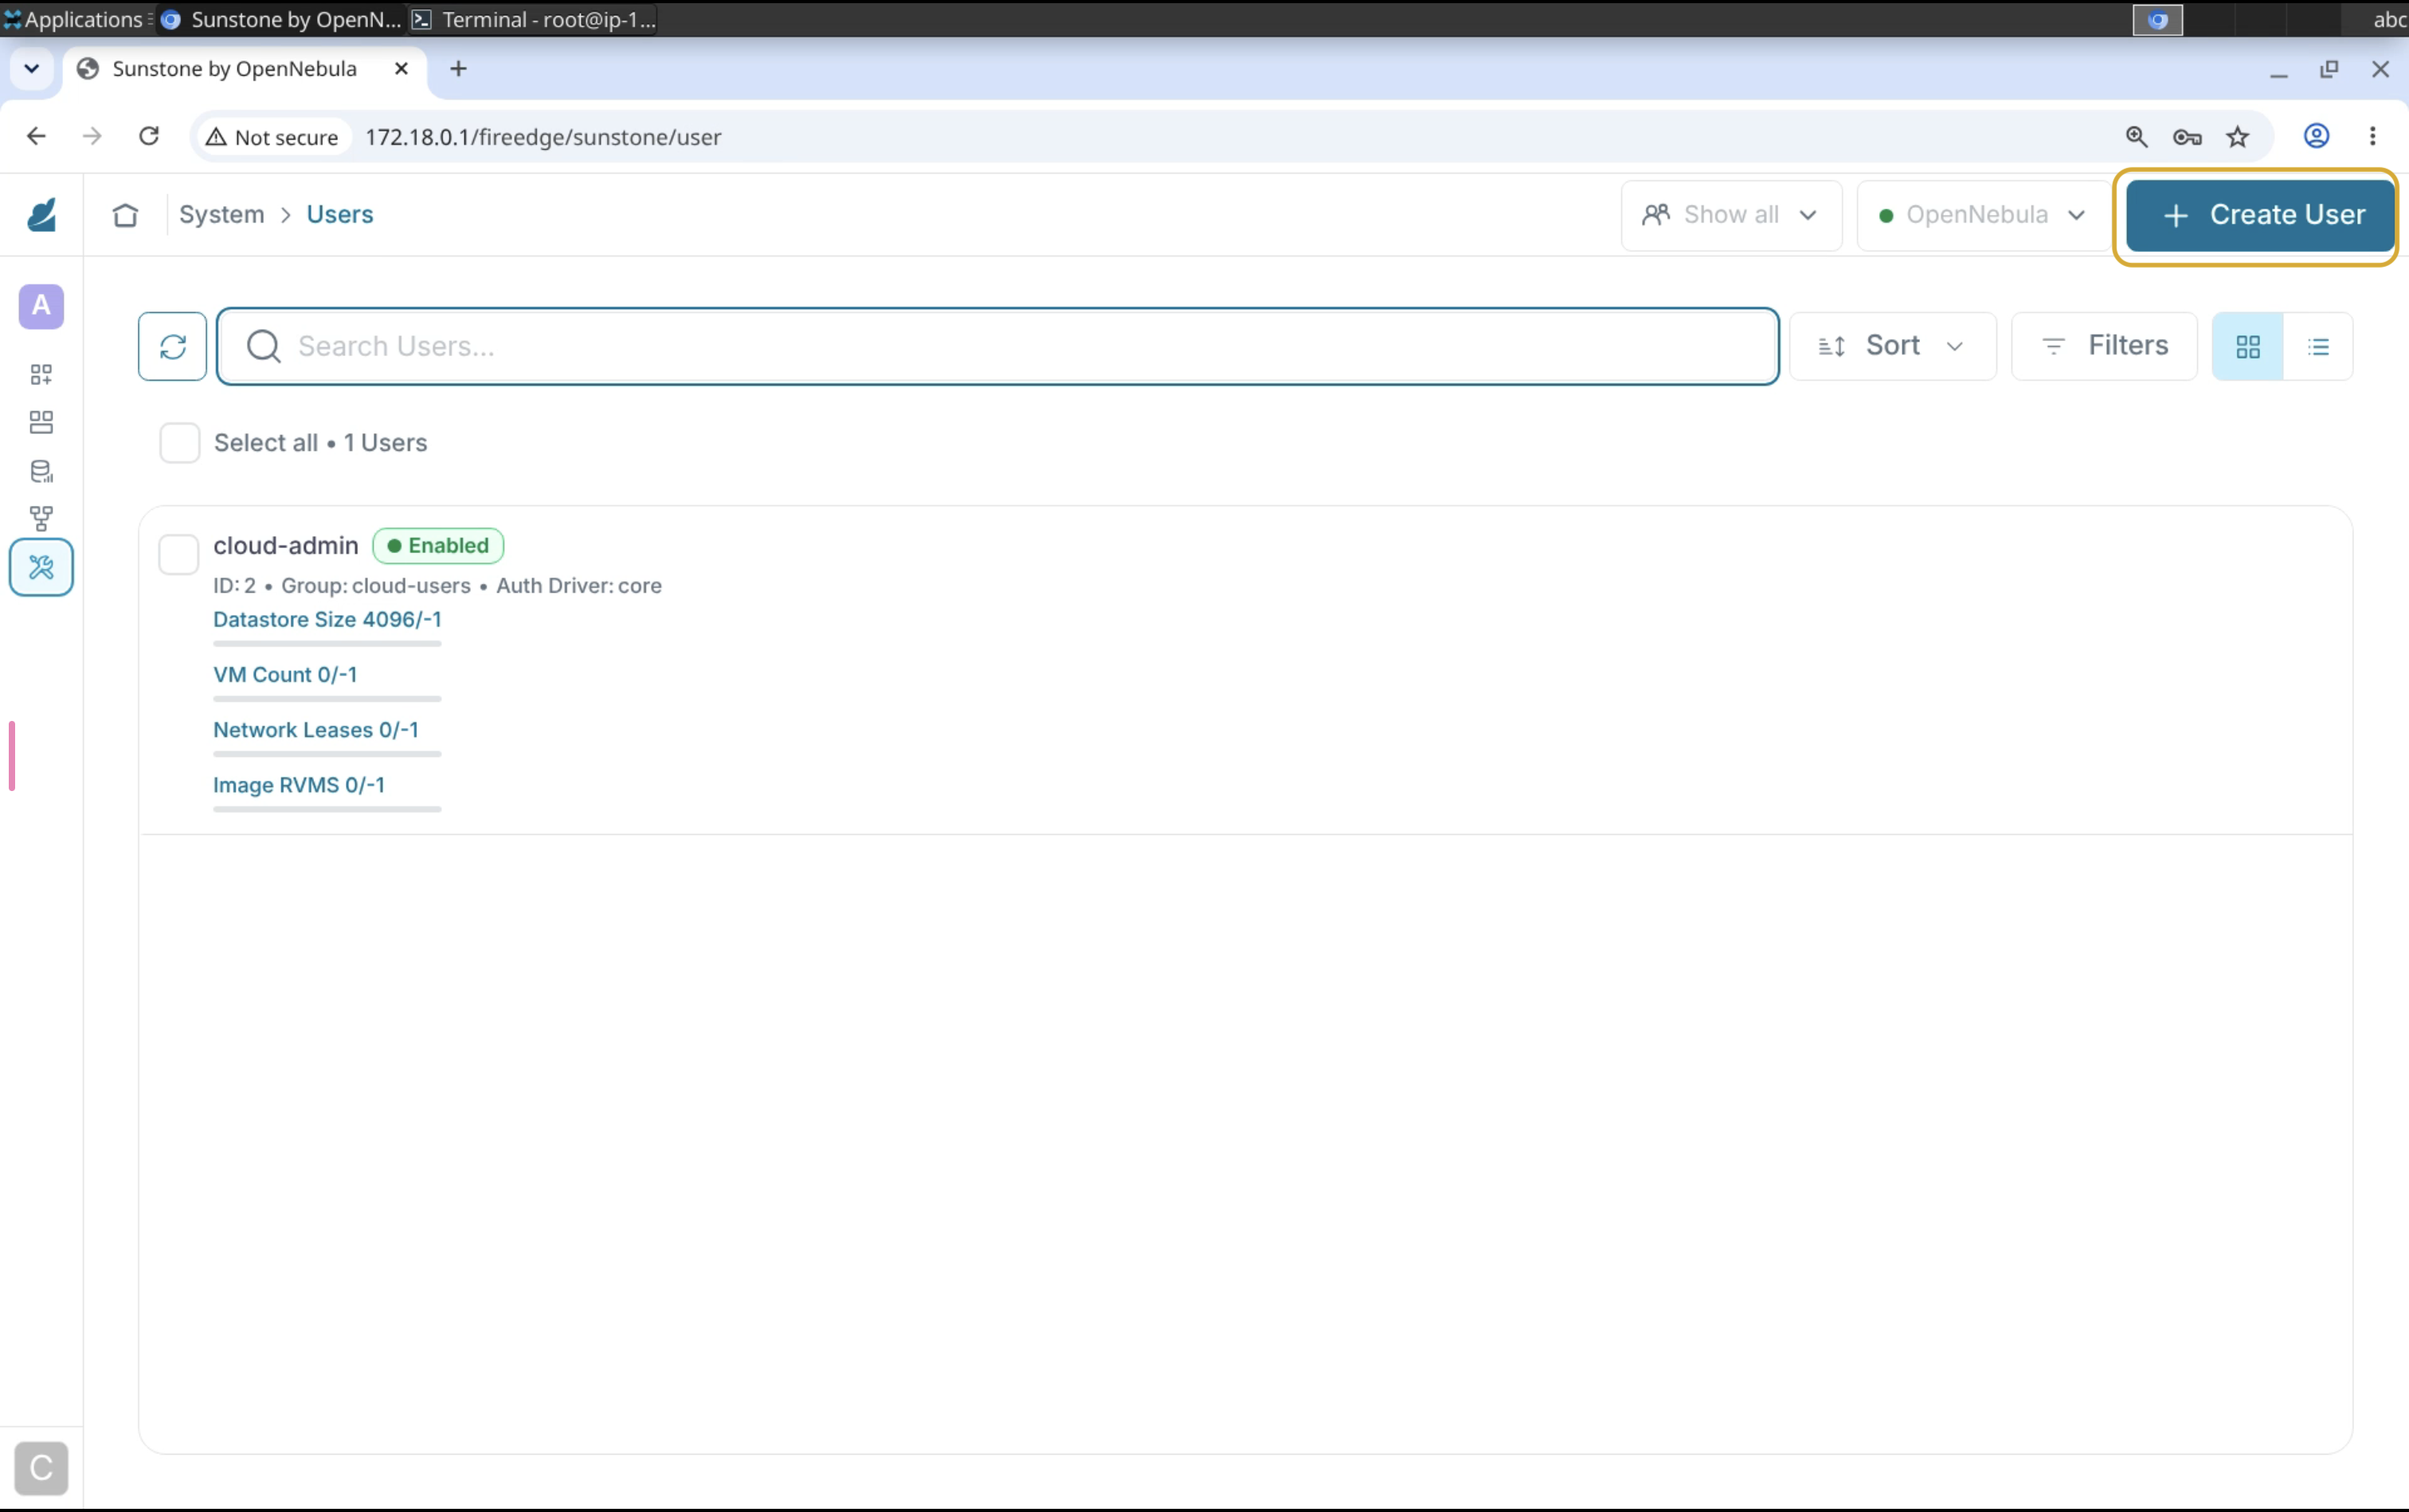 Applications Sunstone by OpenN... Terminal - root@ip-1... abc
Sunstone by OpenNebula
Not secure 172.18.0.1/fireedge/sunstone/user
System > Users Show all OpenNebula + Create User
A
Search Users... Sort Filters
Select all • 1 Users
cloud-admin Enabled
ID: 2 • Group: cloud-users • Auth Driver: core
Datastore Size 4096/-1
VM Count 0/-1
Network Leases 0/-1
Image RVMS 0/-1
C